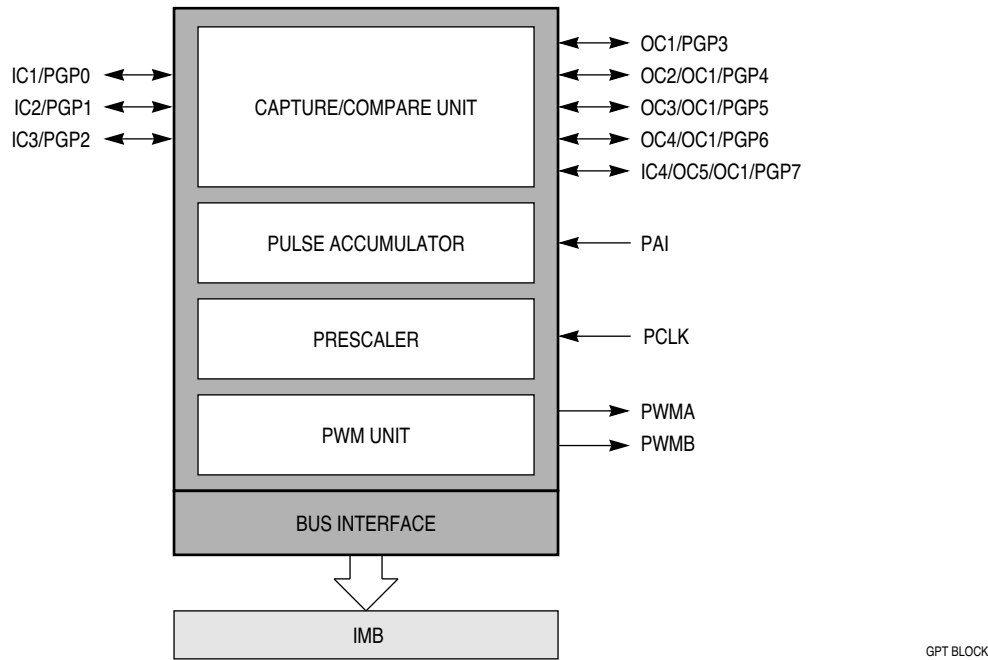 IC1/PGP0
IC2/PGP1
IC3/PGP2
CAPTURE/COMPARE UNIT
OC1/PGP3
OC2/OC1/PGP4
OC3/OC1/PGP5
OC4/OC1/PGP6
IC4/OC5/OC1/PGP7
PULSE ACCUMULATOR
PAI
PRESCALER
PCLK
PWM UNIT
PWMA
PWMB
BUS INTERFACE
IMB
GPT BLOCK